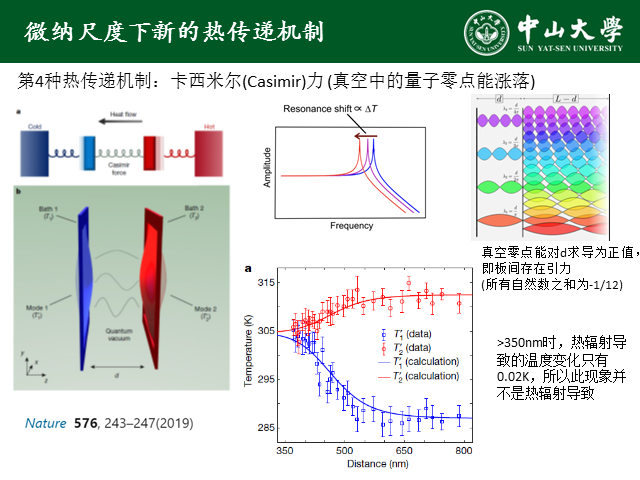 微纳尺度下新的热传递机制
中山大学
SUN YAT-SEN UNIVERSITY
第4种热传递机制：卡西米尔(Casimir)力 (真空中的量子零点能涨落)
a
Heat flow
Cold
Hot
Casimir
force
b
Bath 1
(T₁)
Bath 2
(T₂)
Mode 1
(T₁')
Mode 2
(T₂')
Quantum
vacuum
d
y
x
z
Resonance shift ∝ ΔT
Amplitude
Frequency
d
L − d
真空零点能对d求导为正值，
即板间存在引力
(所有自然数之和为-1/12)
a
Temperature (K)
315
305
295
285
T₁′ (data)
T₂′ (data)
T₁′ (calculation)
T₂′ (calculation)
350
500
650
800
Distance (nm)
>350nm时，热辐射导
致的温度变化只有
0.02K，所以此现象并
不是热辐射导致
Nature 576, 243–247(2019)